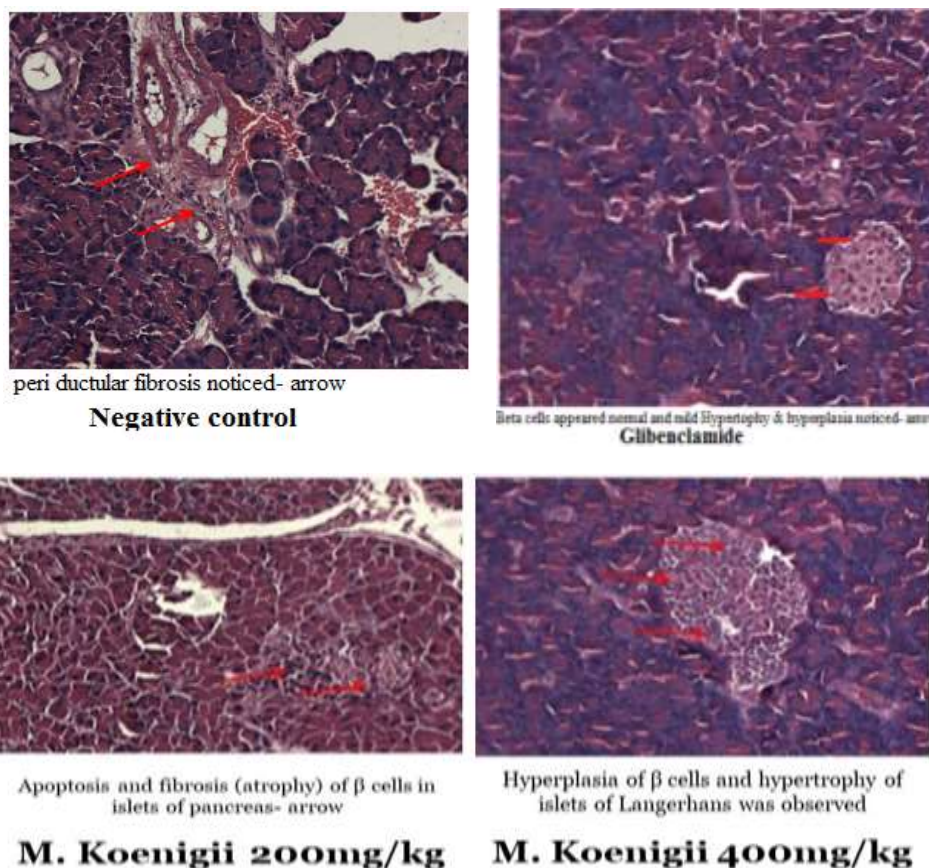 peri ductular fibrosis noticed- arrow
Negative control
Beta cells appeared normal and mild Hypertophy & hyperplasia noticed- arrow
Glibenclamide
Apoptosis and fibrosis (atrophy) of β cells in
islets of pancreas- arrow
M. Koenigii 200mg/kg
Hyperplasia of β cells and hypertrophy of
islets of Langerhans was observed
M. Koenigii 400mg/kg